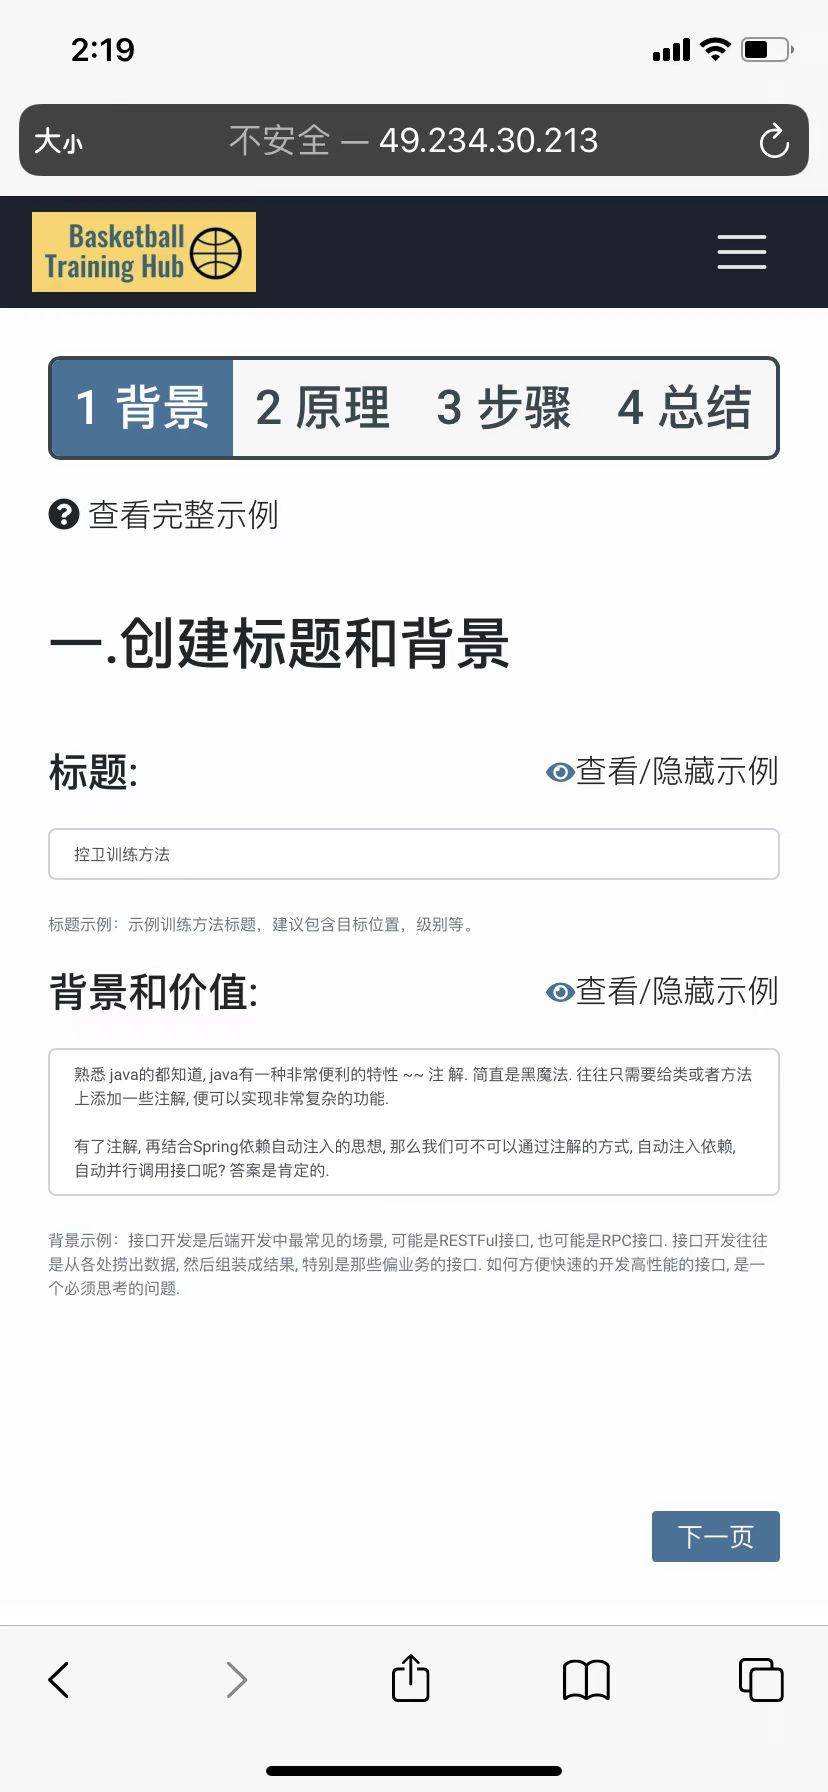 2:19
大小 不安全 — 49.234.30.213
Basketball
Training Hub
1 背景 2 原理 3 步骤 4 总结
查看完整示例
一.创建标题和背景
标题: 查看/隐藏示例
控卫训练方法
标题示例：示例训练方法标题，建议包含目标位置，级别等。
背景和价值: 查看/隐藏示例
熟悉 java的都知道, java有一种非常便利的特性 ~~ 注 解. 简直是黑魔法. 往往只需要给类或者方法
上添加一些注解, 便可以实现非常复杂的功能.
有了注解, 再结合Spring依赖自动注入的思想, 那么我们可不可以通过注解的方式, 自动注入依赖,
自动并行调用接口呢? 答案是肯定的.
背景示例：接口开发是后端开发中最常见的场景, 可能是RESTFul接口, 也可能是RPC接口. 接口开发往往
是从各处捞出数据, 然后组装成结果, 特别是那些偏业务的接口. 如何方便快速的开发高性能的接口, 是一
个必须思考的问题.
下一页